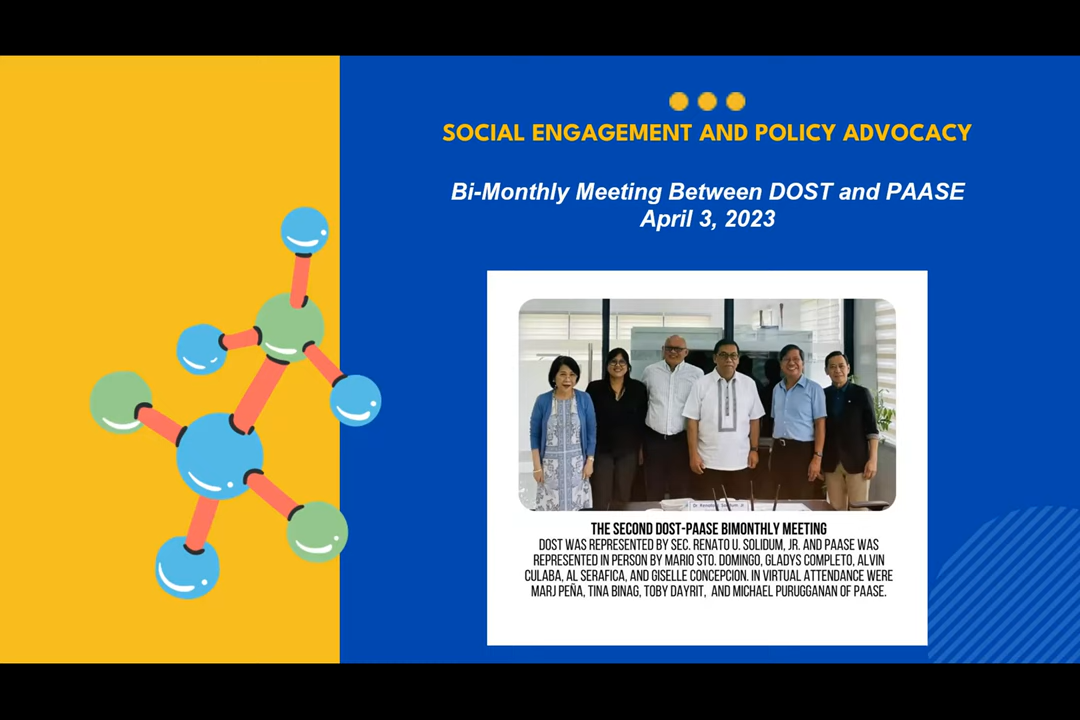 SOCIAL ENGAGEMENT AND POLICY ADVOCACY
Bi-Monthly Meeting Between DOST and PAASE
April 3, 2023
THE SECOND DOST-PAASE BIMONTHLY MEETING
DOST WAS REPRESENTED BY SEC. RENATO U. SOLIDUM, JR. AND PAASE WAS
REPRESENTED IN PERSON BY MARIO STO. DOMINGO, GLADYS COMPLETO, ALVIN
CULABA, AL SERAFICA, AND GISELLE CONCEPCION. IN VIRTUAL ATTENDANCE WERE
MARJ PEÑA, TINA BINAG, TOBY DAYRIT, AND MICHAEL PURUGGANAN OF PAASE.